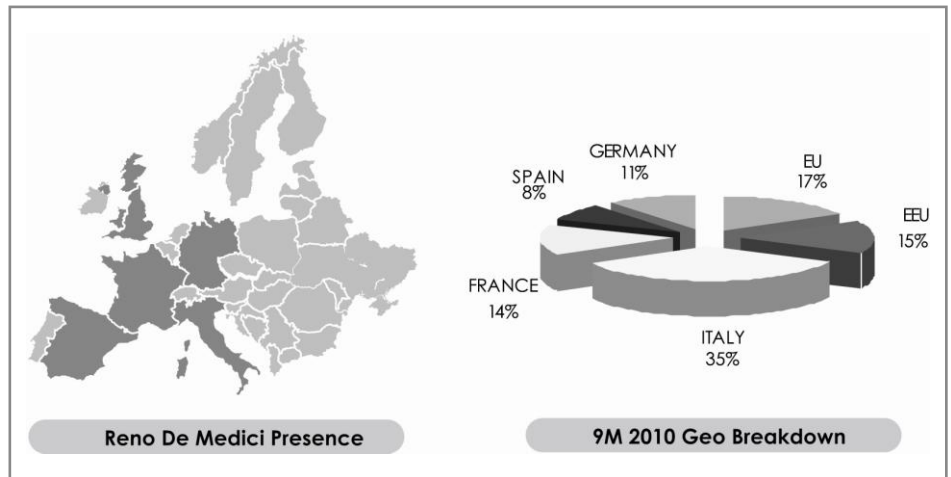 GERMANY
11%
EU
17%
SPAIN
8%
EEU
15%
FRANCE
14%
ITALY
35%
Reno De Medici Presence
9M 2010 Geo Breakdown